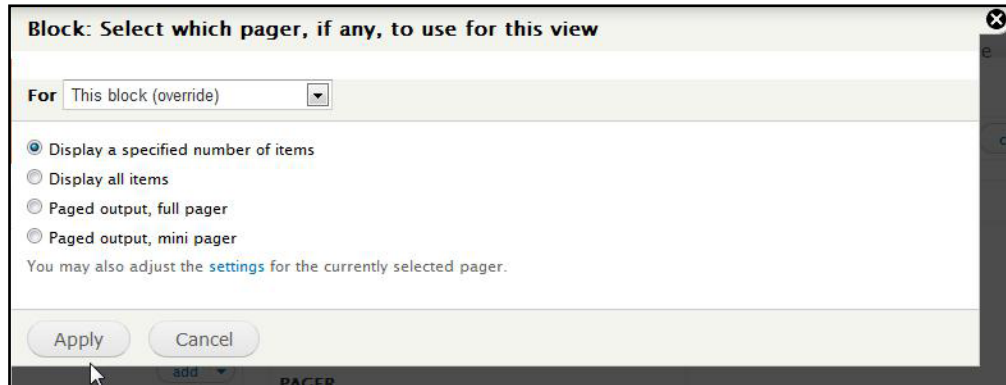 Block: Select which pager, if any, to use for this view
For This block (override)
Display a specified number of items
Display all items
Paged output, full pager
Paged output, mini pager
You may also adjust the settings for the currently selected pager.
Apply Cancel
add
PAGER